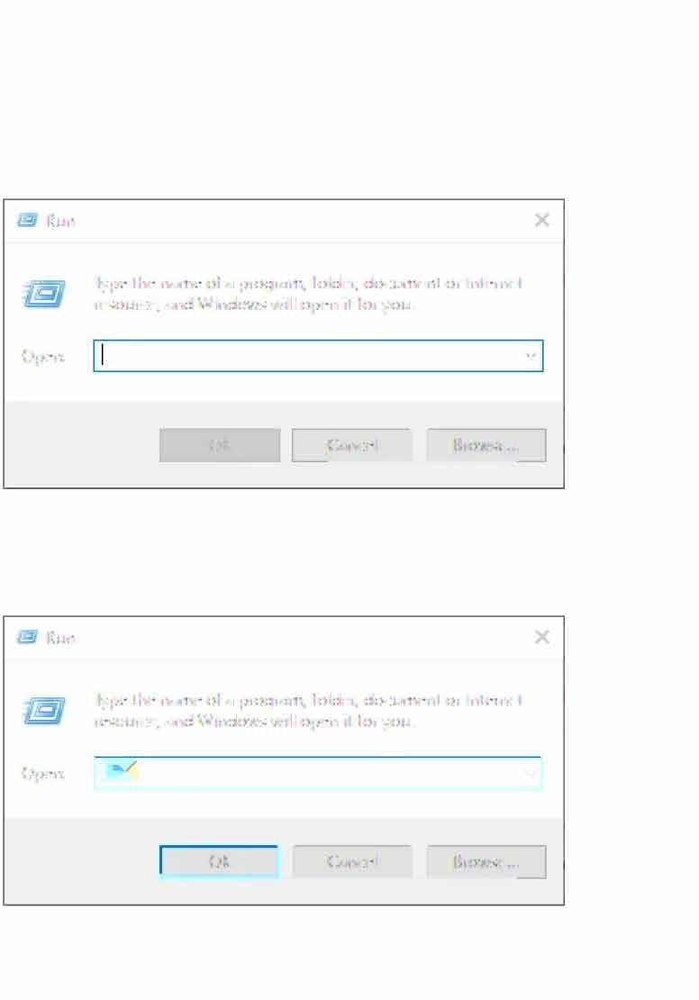 Run
Type the name of a program, folder, document or Internet
resource, and Windows will open it for you.
Open:
OK
Cancel
Browse ...
Run
Type the name of a program, folder, document or Internet
resource, and Windows will open it for you.
Open:
OK
Cancel
Browse ...